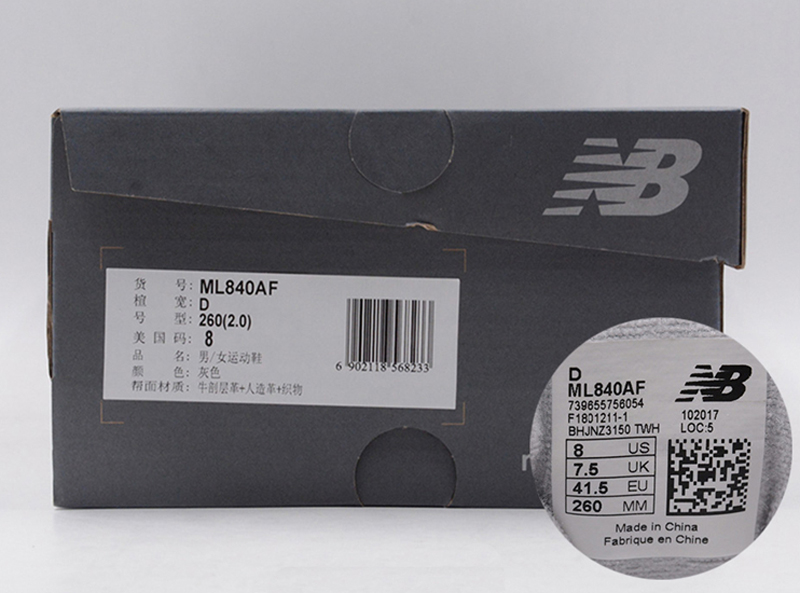 NB
货 号: ML840AF
楦 宽: D
号 型: 260(2.0)
美 国 码: 8
品 名: 男/女运动鞋
颜 色: 灰色
帮面材质: 牛剖层革+人造革+织物
6 902118 568233
D
ML840AF
NB
739655756054
F1801211-1
BHJNZ3150 TWH
102017
LOC:5
8 US
7.5 UK
41.5 EU
260 MM
Made in China
Fabrique en Chine